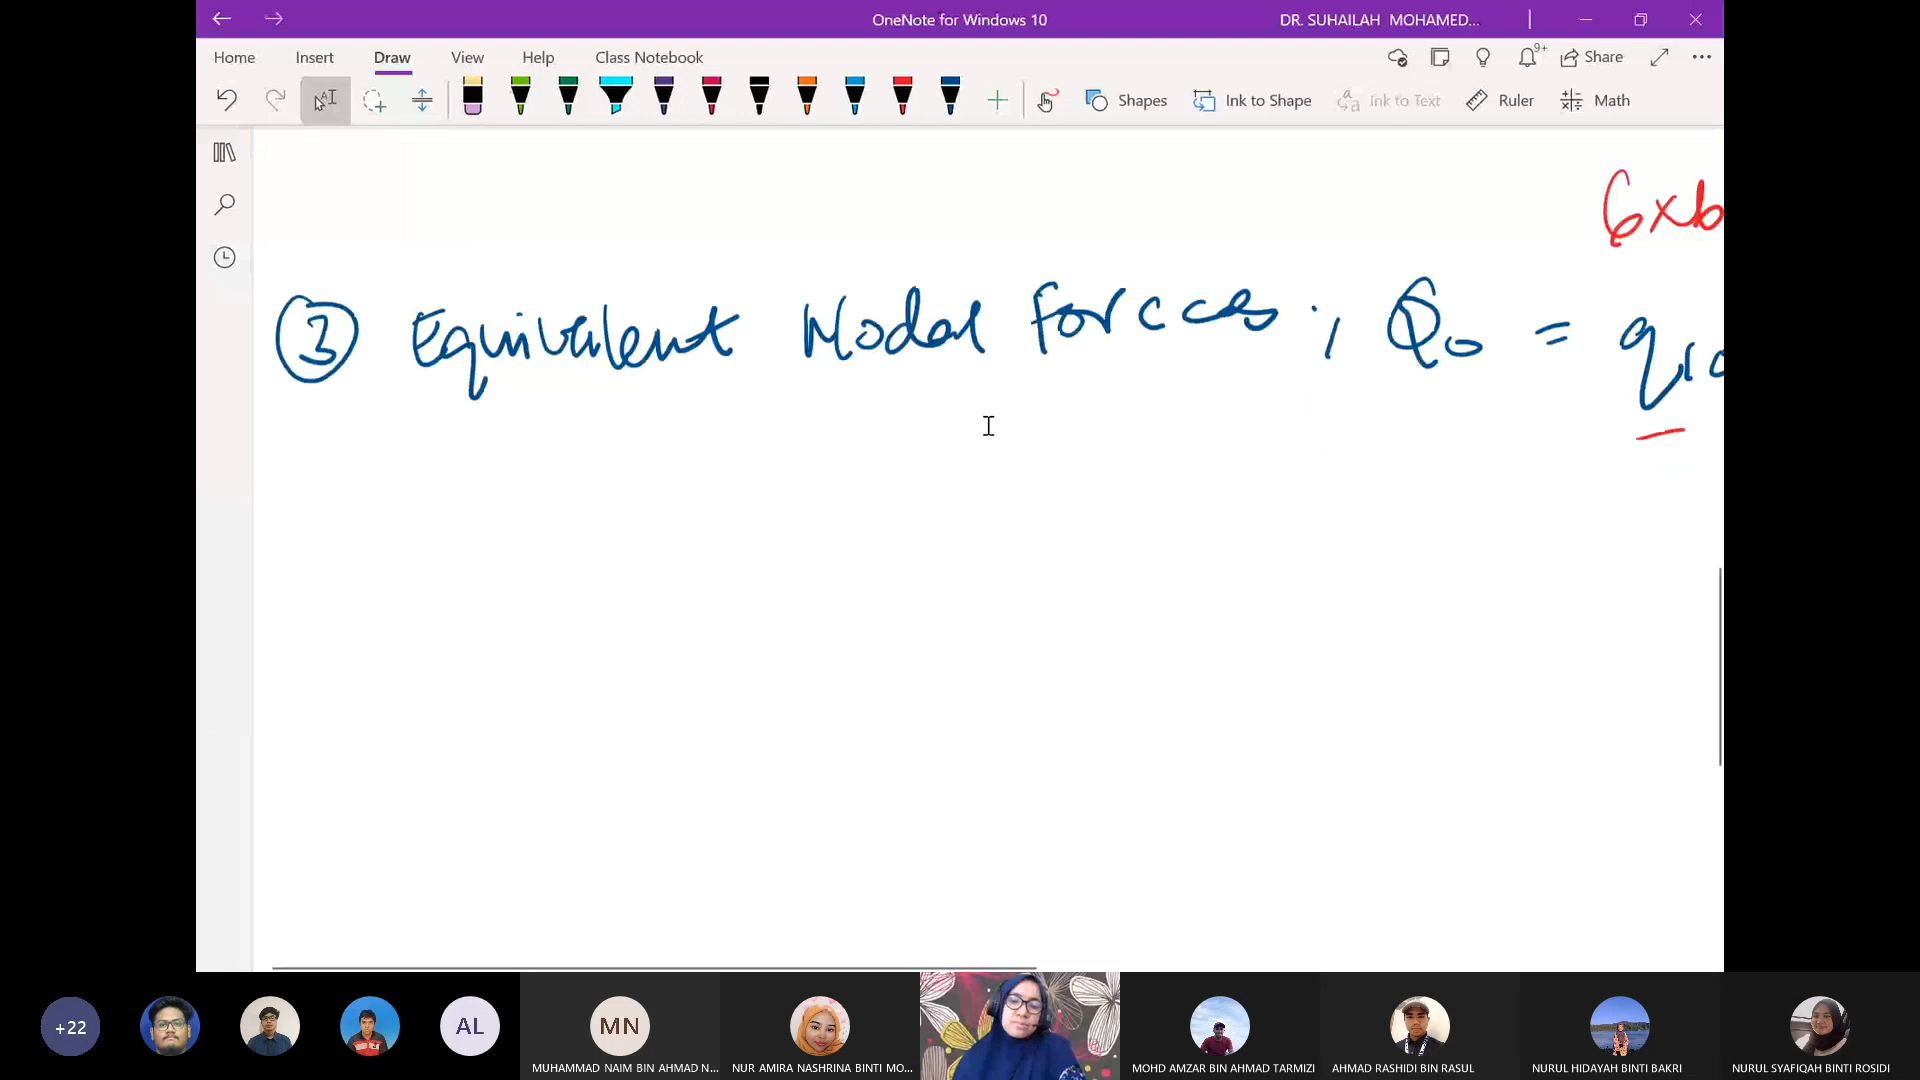 OneNote for Windows 10
DR. SUHAILAH MOHAMED...
Home Insert Draw View Help Class Notebook
9+
Share
Shapes Ink to Shape Ink to Text Ruler Math
6x6
③ Equivalent Nodal Forcces ; Q₀ =
+22
AL
MN
MUHAMMAD NAIM BIN AHMAD N...
NUR AMIRA NASHRINA BINTI MO...
MOHD AMZAR BIN AHMAD TARMIZI
AHMAD RASHIDI BIN RASUL
NURUL HIDAYAH BINTI BAKRI
NURUL SYAFIQAH BINTI ROSIDI